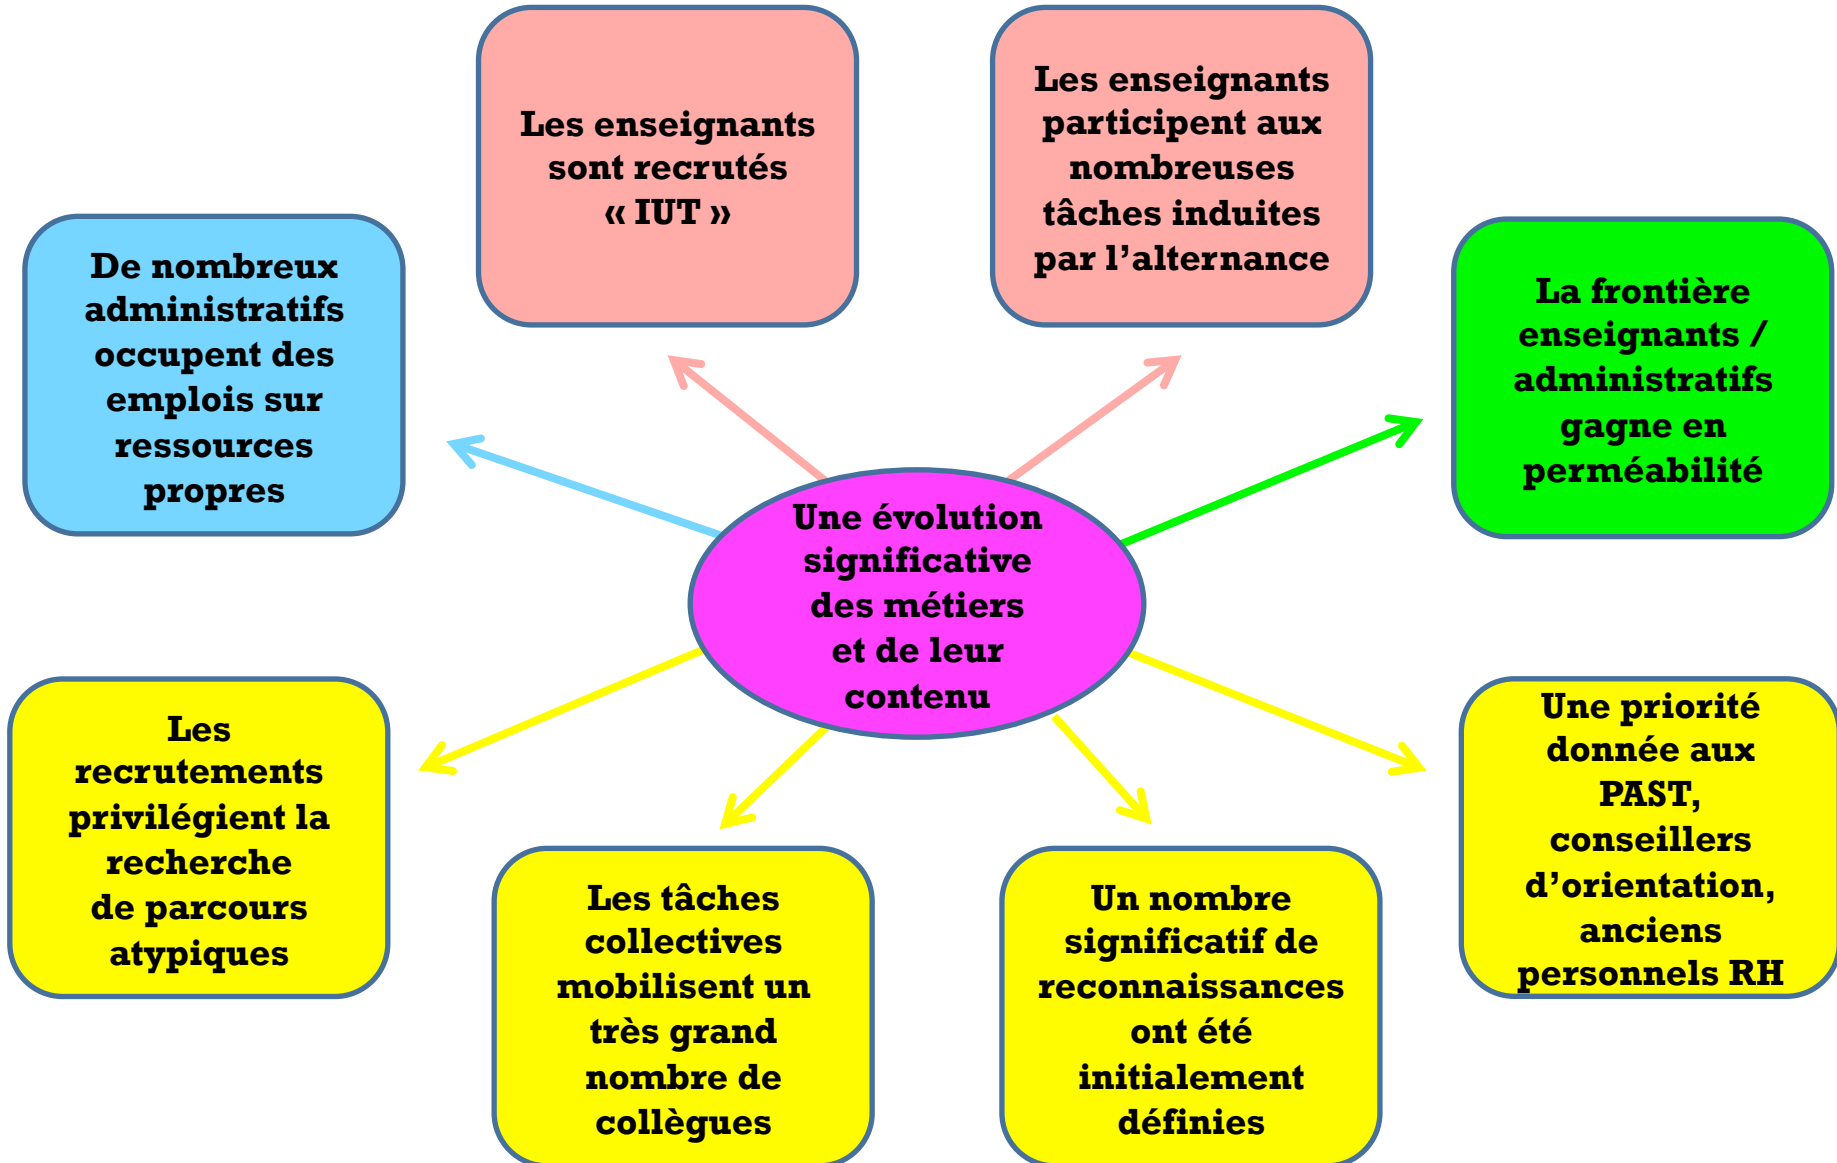 Les enseignants
sont recrutés
« IUT »
Les enseignants
participent aux
nombreuses
tâches induites
par l’alternance
De nombreux
administratifs
occupent des
emplois sur
ressources
propres
La frontière
enseignants /
administratifs
gagne en
perméabilité
Une évolution
significative
des métiers
et de leur
contenu
Les
recrutements
privilégient la
recherche
de parcours
atypiques
Les tâches
collectives
mobilisent un
très grand
nombre de
collègues
Un nombre
significatif de
reconnaissances
ont été
initialement
définies
Une priorité
donnée aux
PAST,
conseillers
d’orientation,
anciens
personnels RH